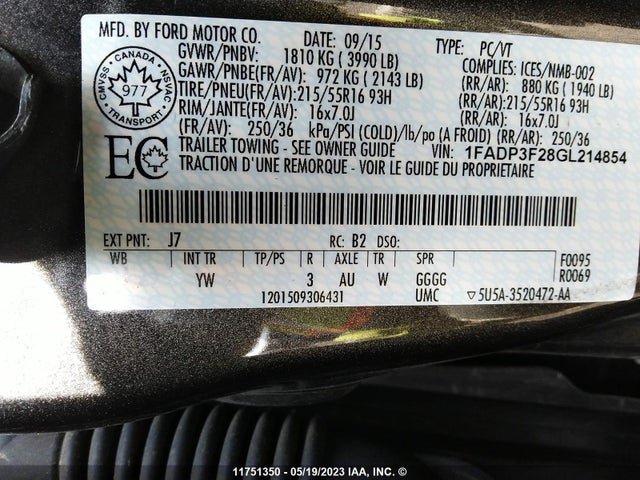 MFD. BY FORD MOTOR CO. DATE: 09/15 TYPE: PC/VT
GVWR/PNBV: 1810 KG ( 3990 LB) COMPLIES: ICES/NMB-002
GAWR/PNBE(FR/AV): 972 KG ( 2143 LB) (RR/AR): 880 KG ( 1940 LB)
TIRE/PNEU(FR/AV): 215/55R16 93H (RR/AR): 215/55R16 93H
RIM/JANTE(FR/AV): 16x7.0J (RR/AR): 16x7.0J
(FR/AV): 250/36 kPa/PSI (COLD)/lb/po (A FROID) (RR/AR): 250/36
TRAILER TOWING - SEE OWNER GUIDE VIN: 1FADP3F28GL214854
TRACTION D'UNE REMORQUE - VOIR LE GUIDE DU PROPRIETAIRE
CANADA
CMVSS NSVAC
977
TRANSPORT
EC
EXT PNT: J7 RC: B2 DSO:
WB INT TR TP/PS R AXLE TR SPR F0095
YW 3 AU W GGGG R0069
1201509306431 UMC ▽5U5A-3520472-AA
11751350 - 05/19/2023 IAA, INC. ©